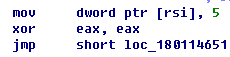 mov dword ptr [rsi], 5
xor eax, eax
jmp short loc_180114651